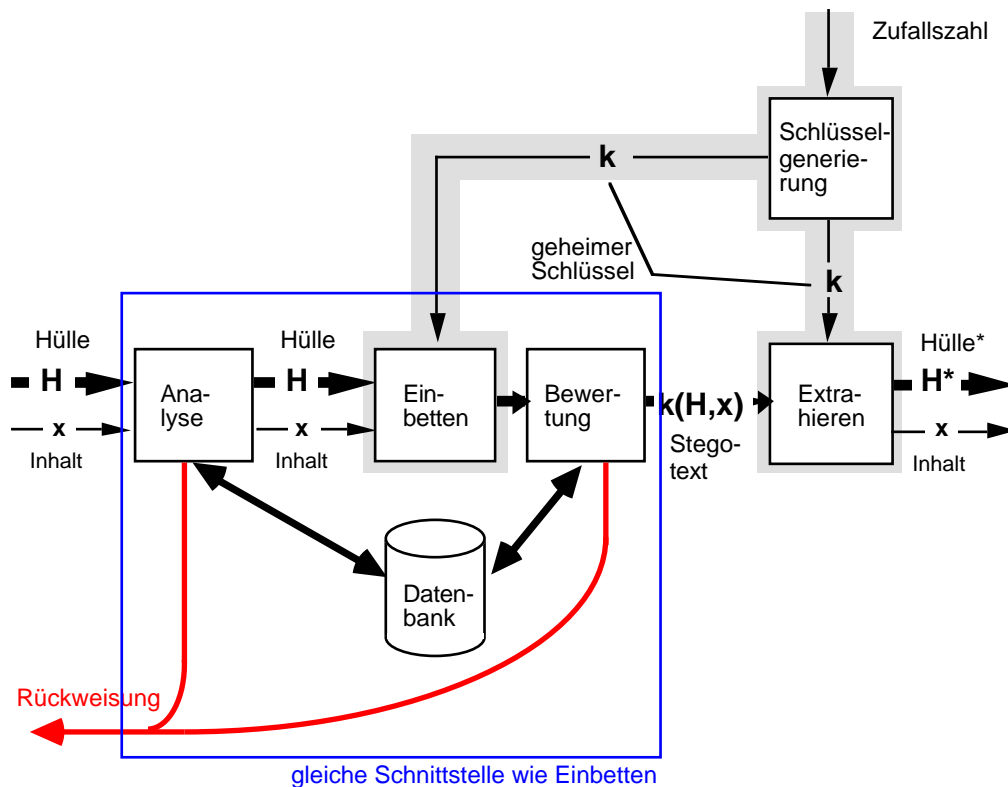 Zufallszahl
Schlüssel-
generie-
rung
k
geheimer
Schlüssel
k
Hülle
H
x
Inhalt
Ana-
lyse
Hülle
H
x
Inhalt
Ein-
betten
Bewer-
tung
k(H,x)
Stego-
text
Extra-
hieren
Hülle*
H*
x
Inhalt
Daten-
bank
Rückweisung
gleiche Schnittstelle wie Einbetten